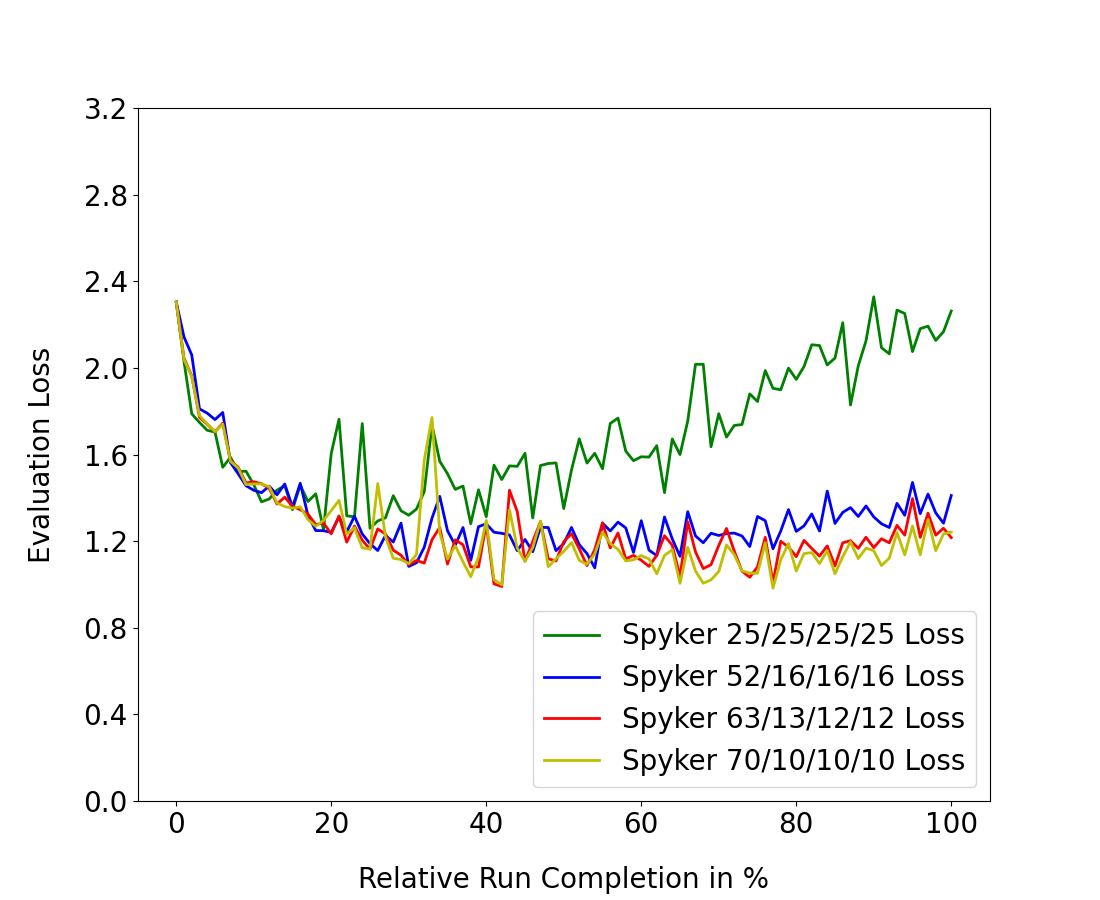 3.2
2.8
2.4
2.0
1.6
1.2
0.8
0.4
0.0
Evaluation Loss
Spyker 25/25/25/25 Loss
Spyker 52/16/16/16 Loss
Spyker 63/13/12/12 Loss
Spyker 70/10/10/10 Loss
0 20 40 60 80 100
Relative Run Completion in %